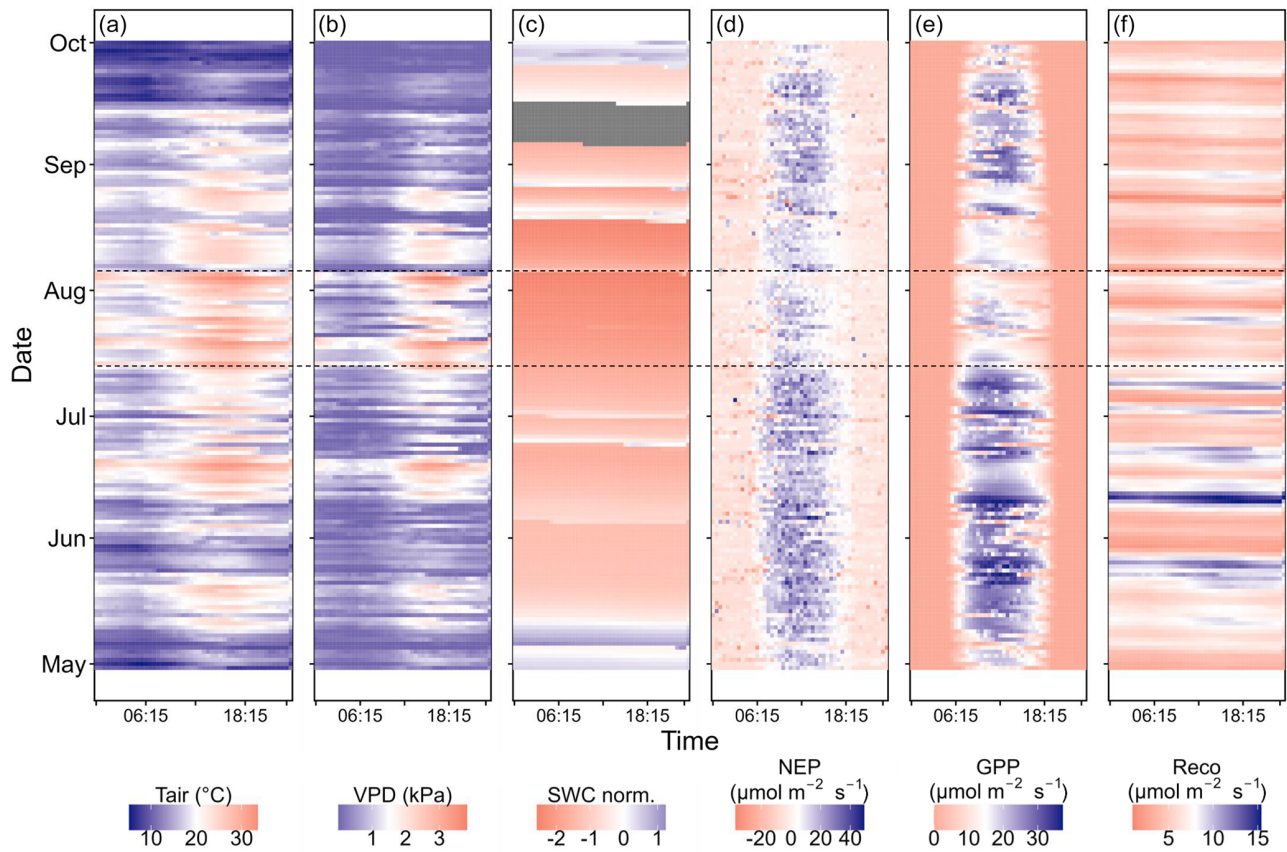 (a) (b) (c) (d) (e) (f)
Oct
Sep
Aug
Jul
Jun
May
Date
06:15 18:15 06:15 18:15 06:15 18:15 06:15 18:15 06:15 18:15 06:15 18:15
Time
Tair (°C)
10 20 30
VPD (kPa)
1 2 3
SWC norm.
-2 -1 0 1
NEP
(μmol m⁻² s⁻¹)
-20 0 20 40
GPP
(μmol m⁻² s⁻¹)
0 10 20 30
Reco
(μmol m⁻² s⁻¹)
5 10 15